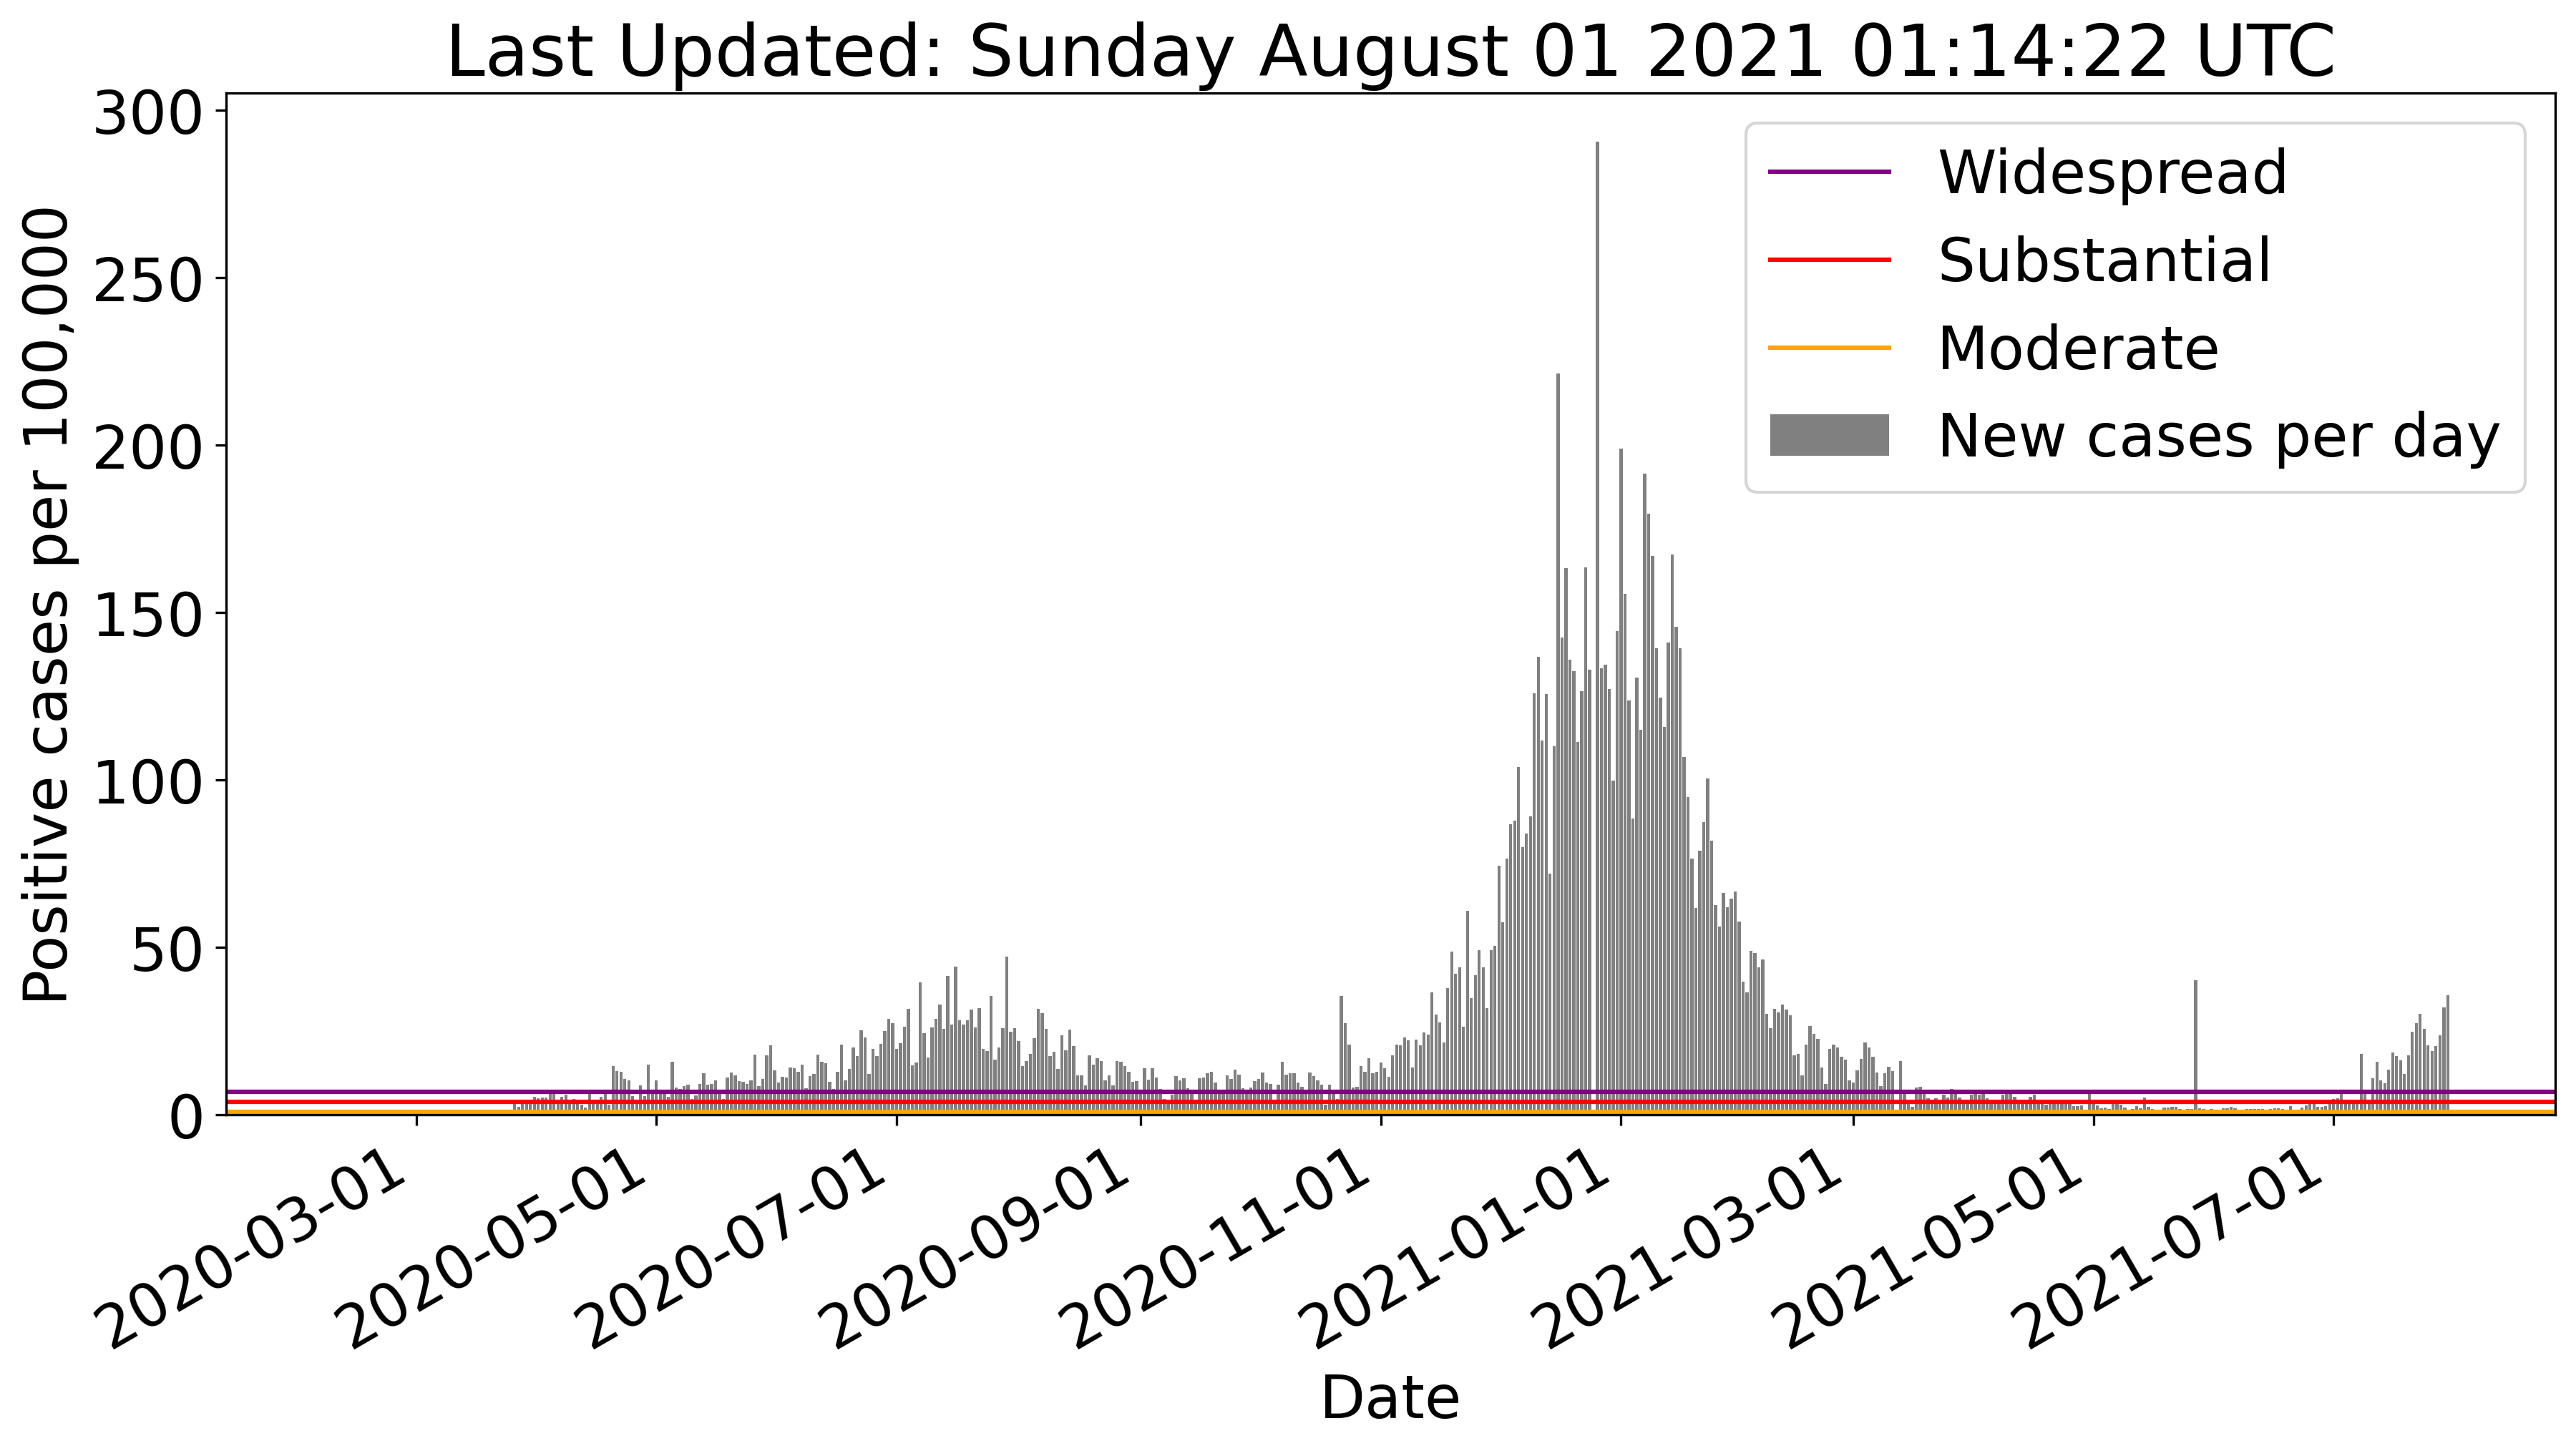 Last Updated: Sunday August 01 2021 01:14:22 UTC
Positive cases per 100,000
300
250
200
150
100
50
0
Widespread
Substantial
Moderate
New cases per day
2020-03-01
2020-05-01
2020-07-01
2020-09-01
2020-11-01
2021-01-01
2021-03-01
2021-05-01
2021-07-01
Date